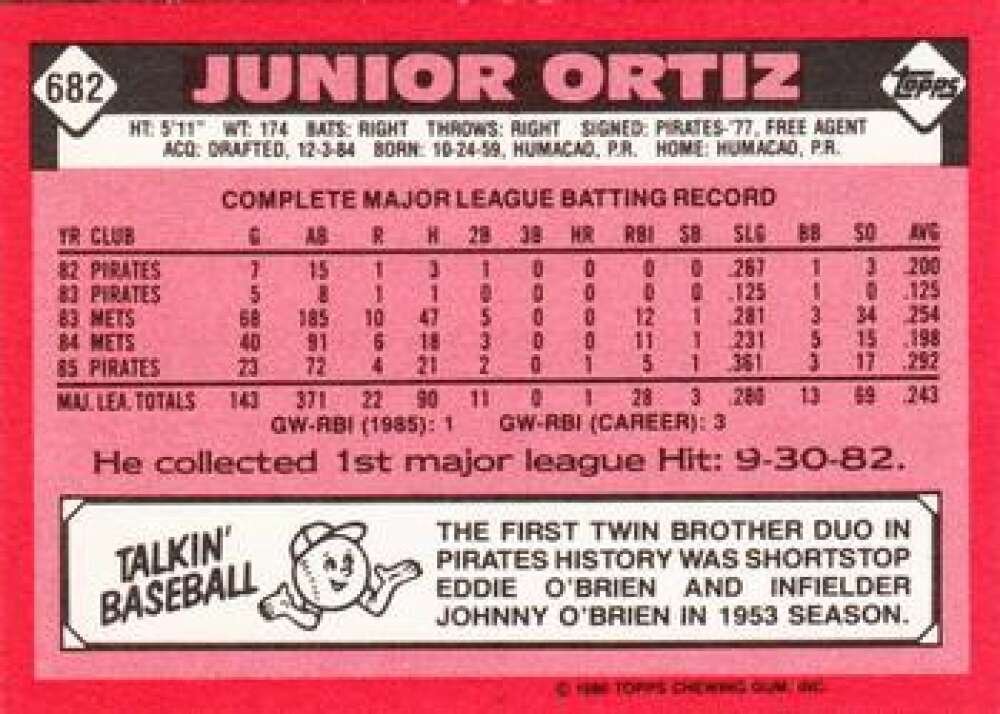 682 JUNIOR ORTIZ Topps
HT: 5'11" WT: 174 BATS: RIGHT THROWS: RIGHT SIGNED: PIRATES-'77, FREE AGENT
ACQ: DRAFTED, 12-3-84 BORN: 10-24-59, HUMACAO, P.R. HOME: HUMACAO, P.R.
COMPLETE MAJOR LEAGUE BATTING RECORD
YR CLUB G AB R H 2B 3B HR RBI SB SLG BB SO AVG
82 PIRATES 7 15 1 3 1 0 0 0 0 .267 1 3 .200
83 PIRATES 5 8 1 1 0 0 0 0 0 .125 1 0 .125
83 METS 68 185 10 47 5 0 0 12 1 .281 3 34 .254
84 METS 40 91 6 18 3 0 0 11 1 .231 5 15 .198
85 PIRATES 23 72 4 21 2 0 1 5 1 .361 3 17 .292
MAJ. LEA. TOTALS 143 371 22 90 11 0 1 28 3 .280 13 69 .243
GW-RBI (1985): 1 GW-RBI (CAREER): 3
He collected 1st major league Hit: 9-30-82.
TALKIN'
BASEBALL
THE FIRST TWIN BROTHER DUO IN
PIRATES HISTORY WAS SHORTSTOP
EDDIE O'BRIEN AND INFIELDER
JOHNNY O'BRIEN IN 1953 SEASON.
© 1986 TOPPS CHEWING GUM, INC.